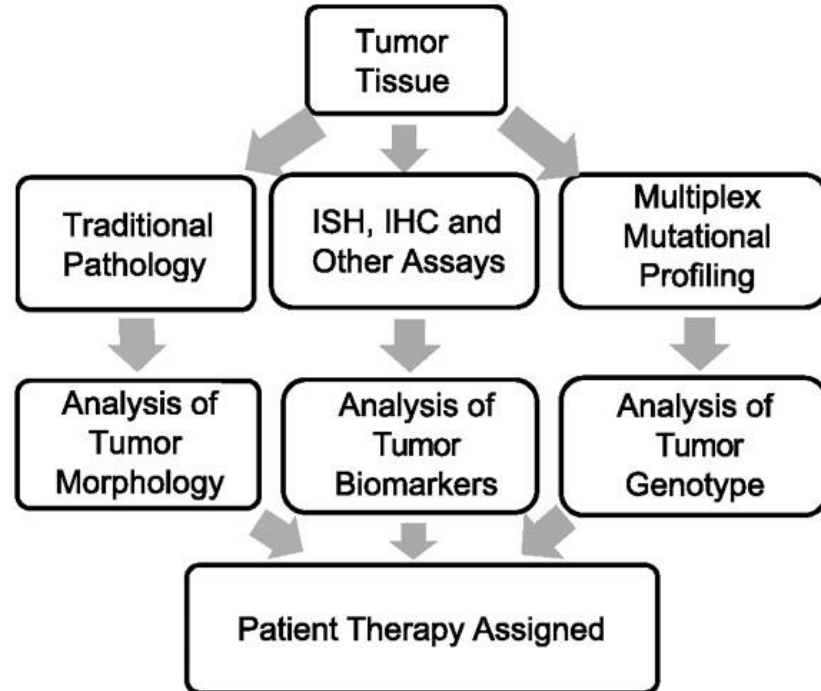 Tumor
Tissue
Traditional
Pathology
ISH, IHC and
Other Assays
Multiplex
Mutational
Profiling
Analysis of
Tumor
Morphology
Analysis of
Tumor
Biomarkers
Analysis of
Tumor
Genotype
Patient Therapy Assigned